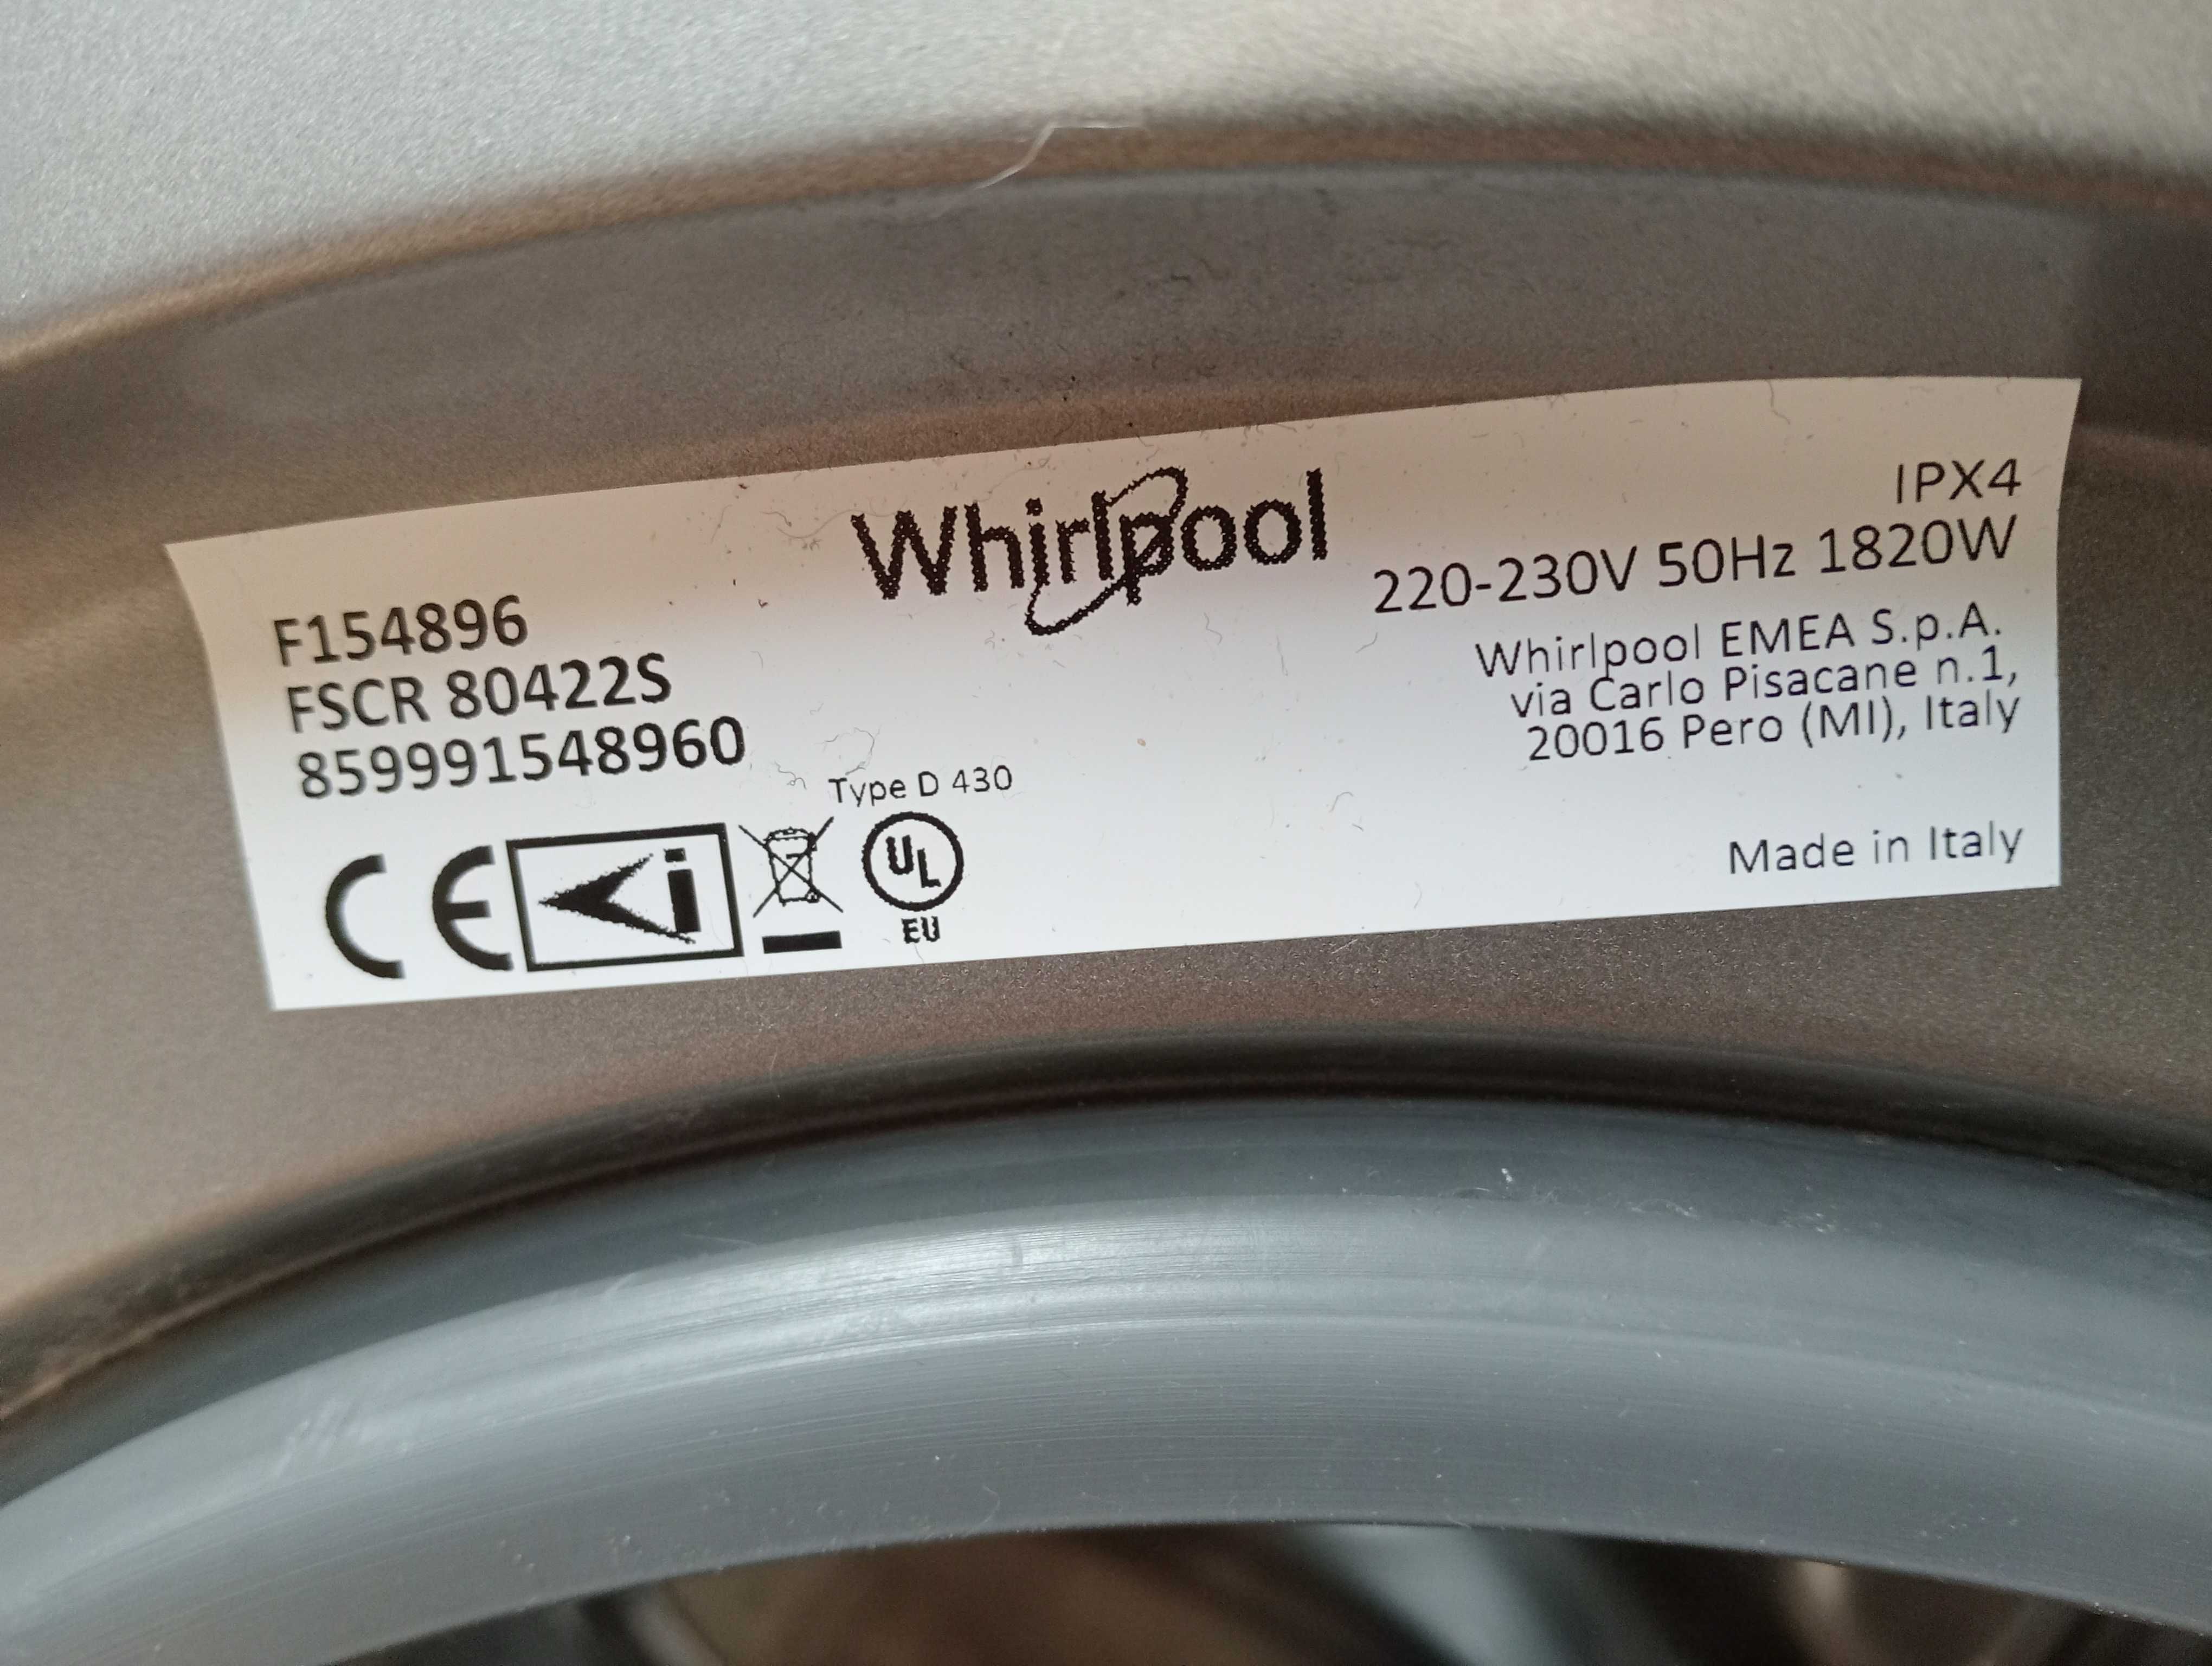 Whirlpool
F154896
FSCR 80422S
859991548960
Type D 430
CE
i
UL
EU
IPX4
220-230V 50Hz 1820W
Whirlpool EMEA S.p.A.
via Carlo Pisacane n.1,
20016 Pero (MI), Italy
Made in Italy